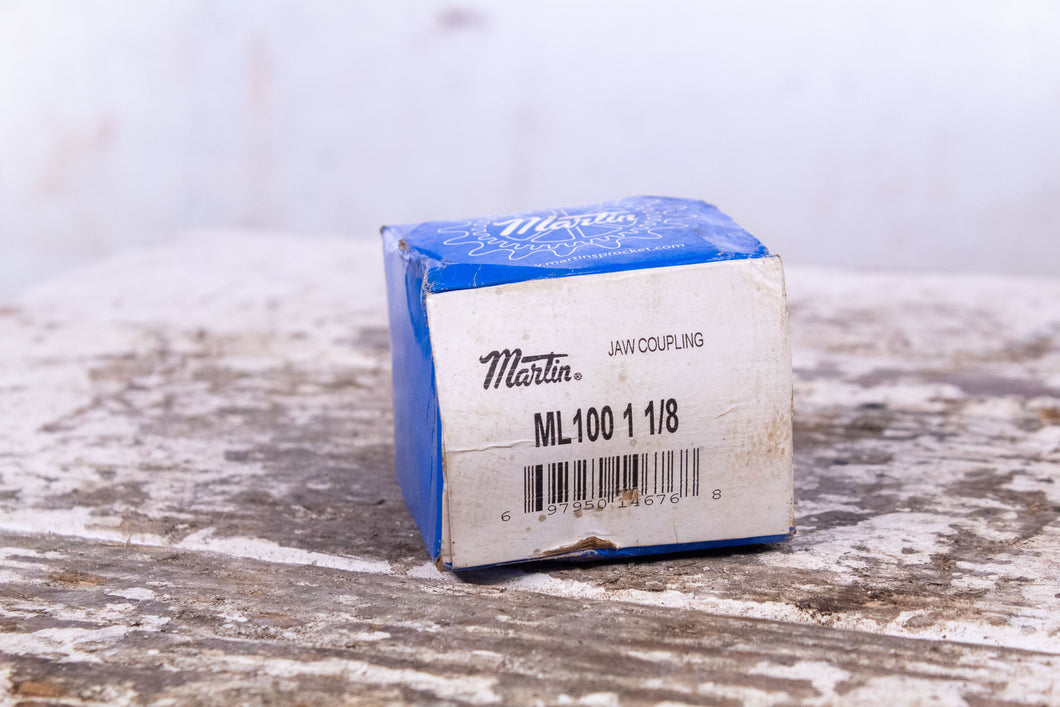 Martin
w.martinsprocket.com
Martin®
JAW COUPLING
ML100 1 1/8
6 97950 14676 8